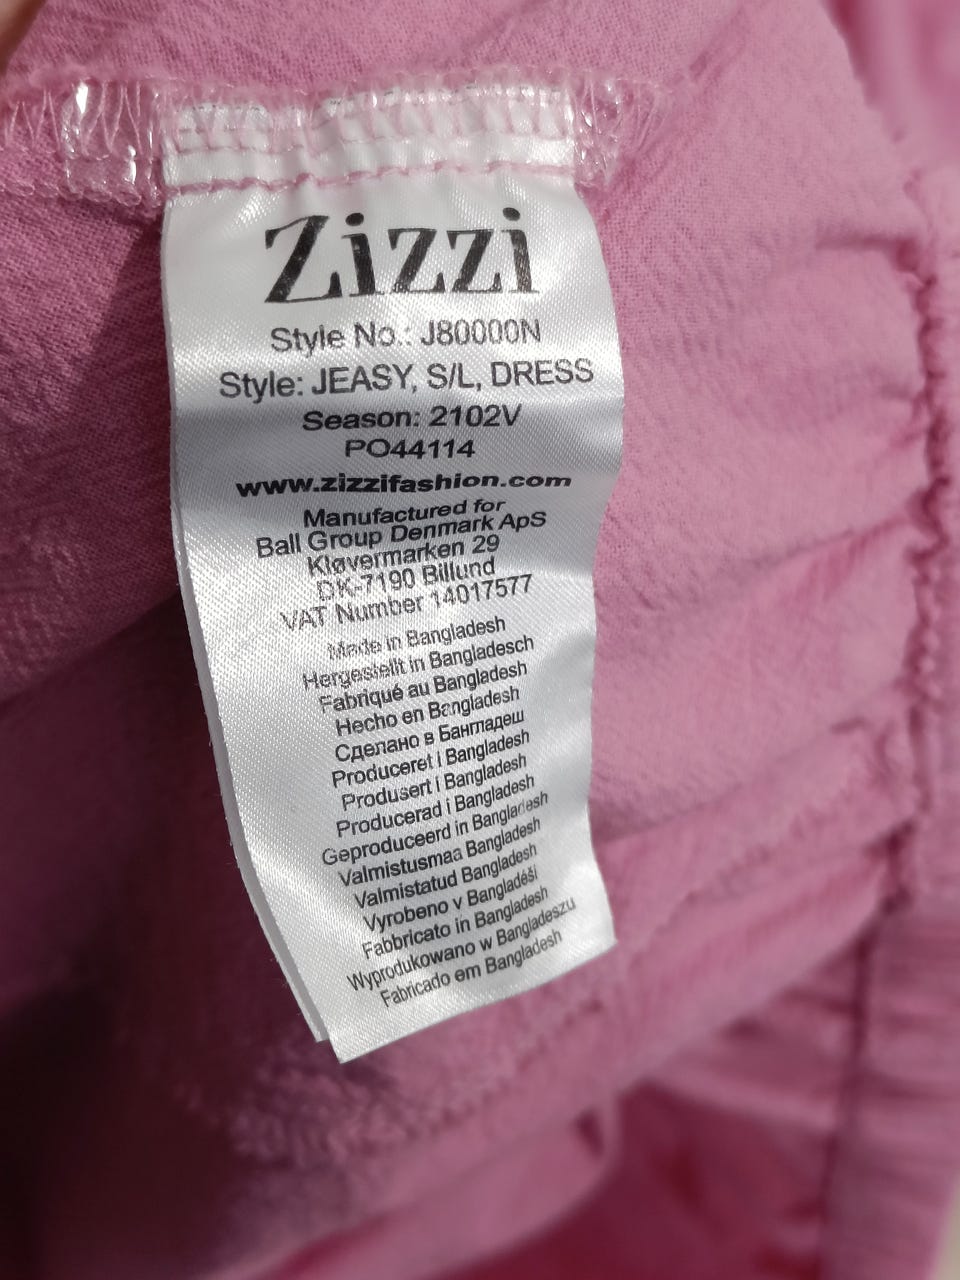 Zizzi
Style No.: J80000N
Style: JEASY, S/L, DRESS
Season: 2102V
PO44114
www.zizzifashion.com
Manufactured for
Ball Group Denmark ApS
Kløvermarken 29
DK-7190 Billund
VAT Number 14017577
Made in Bangladesh
Hergestellt in Bangladesch
Fabriqué au Bangladesh
Hecho en Bangladesh
Сделано в Бангладеш
Produceret i Bangladesh
Produsert i Bangladesh
Producerad i Bangladesh
Geproduceerd in Bangladesh
Valmistusmaa Bangladesh
Valmistatud Bangladesh
Vyrobeno v Bangladéši
Fabbricato in Bangladesh
Wyprodukowano w Bangladeszu
Fabricado em Bangladesh